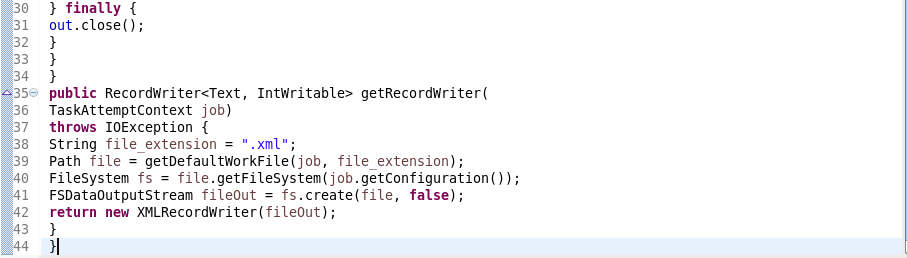 30 } finally {
31 out.close();
32 }
33 }
34 }
35 public RecordWriter<Text, IntWritable> getRecordWriter(
36 TaskAttemptContext job)
37 throws IOException {
38 String file_extension = ".xml";
39 Path file = getDefaultWorkFile(job, file_extension);
40 FileSystem fs = file.getFileSystem(job.getConfiguration());
41 FSDataOutputStream fileOut = fs.create(file, false);
42 return new XMLRecordWriter(fileOut);
43 }
44 }